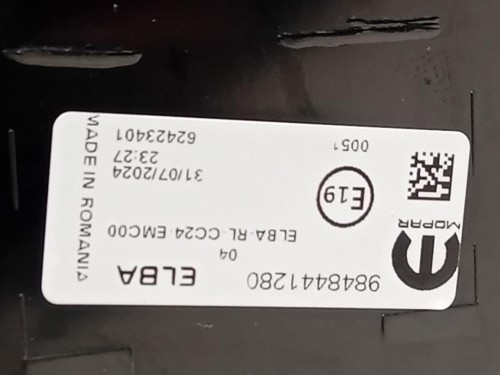 9848441280 ELBA
04
ELBA-RL-CC24-EMC00
MOPAR
E19
31/07/2024
23:27
62423401
0051
MADE IN ROMANIA